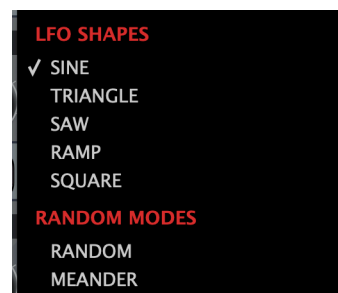 LFO SHAPES
✓ SINE
TRIANGLE
SAW
RAMP
SQUARE
RANDOM MODES
RANDOM
MEANDER